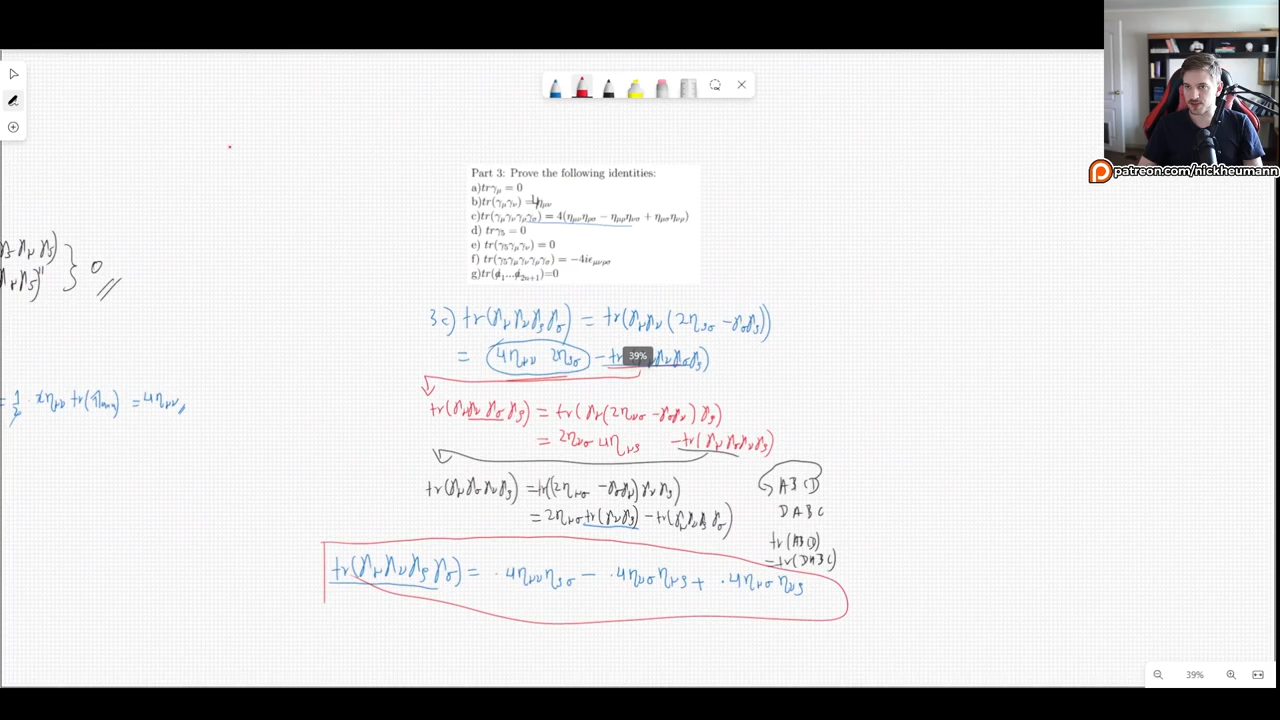 Part 3: Prove the following identities:
a)trγ_μ = 0
b)tr(γ_μγ_ν) = 4η_μν
c)tr(γ_μγ_νγ_ργ_σ) = 4(η_μνη_ρσ − η_μρη_νσ + η_μση_νρ)
d) trγ_5 = 0
e) tr(γ_5γ_μγ_ν) = 0
f) tr(γ_5γ_μγ_νγ_ργ_σ) = −4iϵ_μνρσ
g)tr(ɸ_1...ɸ_2n+1)=0
} 0 //
= 4η_μν
3c) tr(γ_μγ_νγ_ργ_σ) = tr(γ_μγ_ν(2η_ρσ − γ_σγ_ρ))
= 4η_μν 2η_ρσ − tr(γ_μγ_νγ_σγ_ρ)
39%
tr(γ_μγ_νγ_σγ_ρ) = tr(γ_μ(2η_νσ − γ_σγ_ν)γ_ρ)
= 2η_νσ 4η_μρ − tr(γ_μγ_σγ_νγ_ρ)
tr(γ_μγ_σγ_νγ_ρ) = tr((2η_μσ − γ_σγ_μ)γ_νγ_ρ)
= 2η_μσ tr(γ_νγ_ρ) − tr(γ_μγ_νγ_ργ_σ)
ABCD
DABC
tr(ABCD)
= tr(DABC)
tr(γ_μγ_νγ_ργ_σ) = · 4η_μνη_ρσ − · 4η_νση_μρ + · 4η_μση_νρ
patreon.com/nickheumann
39%